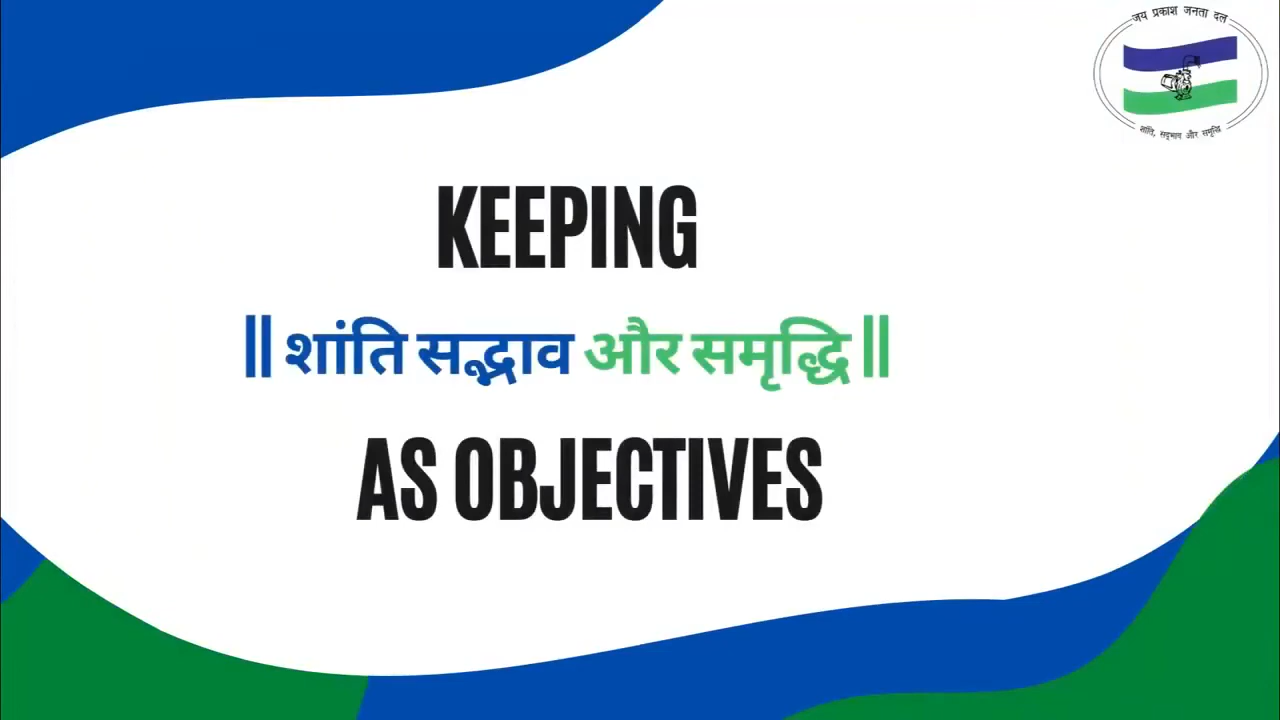 जय प्रकाश जनता दल
शांति, सद्भाव और समृद्धि
KEEPING
॥ शांति सद्भाव और समृद्धि ॥
AS OBJECTIVES